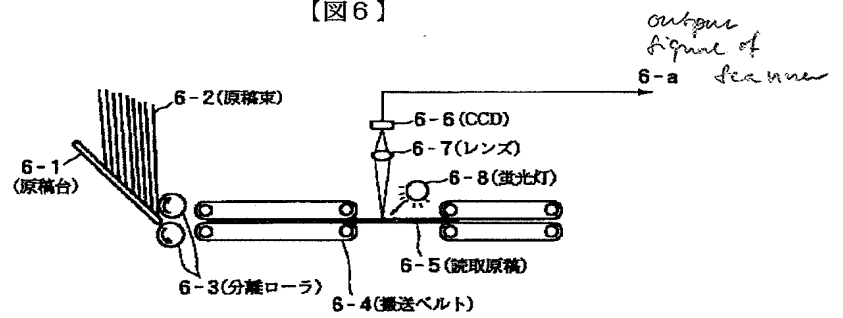 【図6】
output
signal of
scanner
6-a
6-2(原稿束)
6-6(CCD)
6-7(レンズ)
6-1
(原稿台)
6-8(蛍光灯)
6-5(読取原稿)
6-3(分離ローラ)
6-4(搬送ベルト)